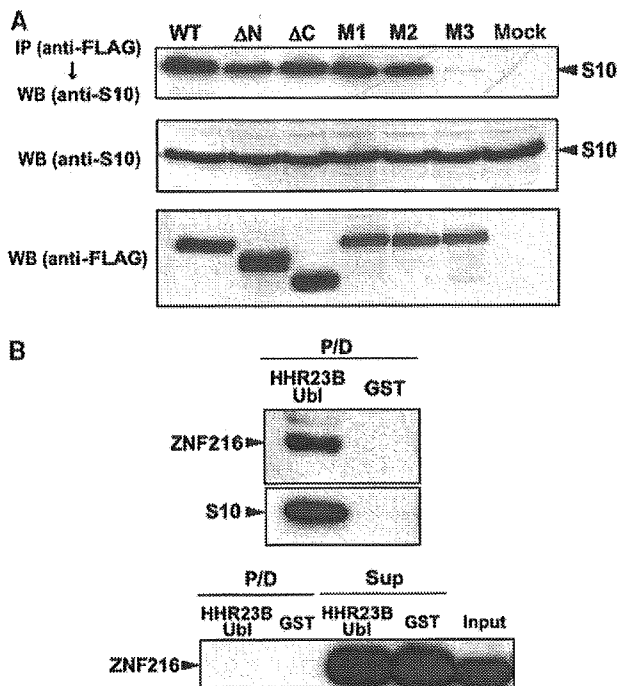 A
WT ΔN ΔC M1 M2 M3 Mock
IP (anti-FLAG)
↓
WB (anti-S10)
S10
WB (anti-S10)
S10
WB (anti-FLAG)
B
P/D
HHR23B
Ubl
GST
ZNF216
S10
P/D Sup
HHR23B
Ubl
GST
HHR23B
Ubl
GST
Input
ZNF216